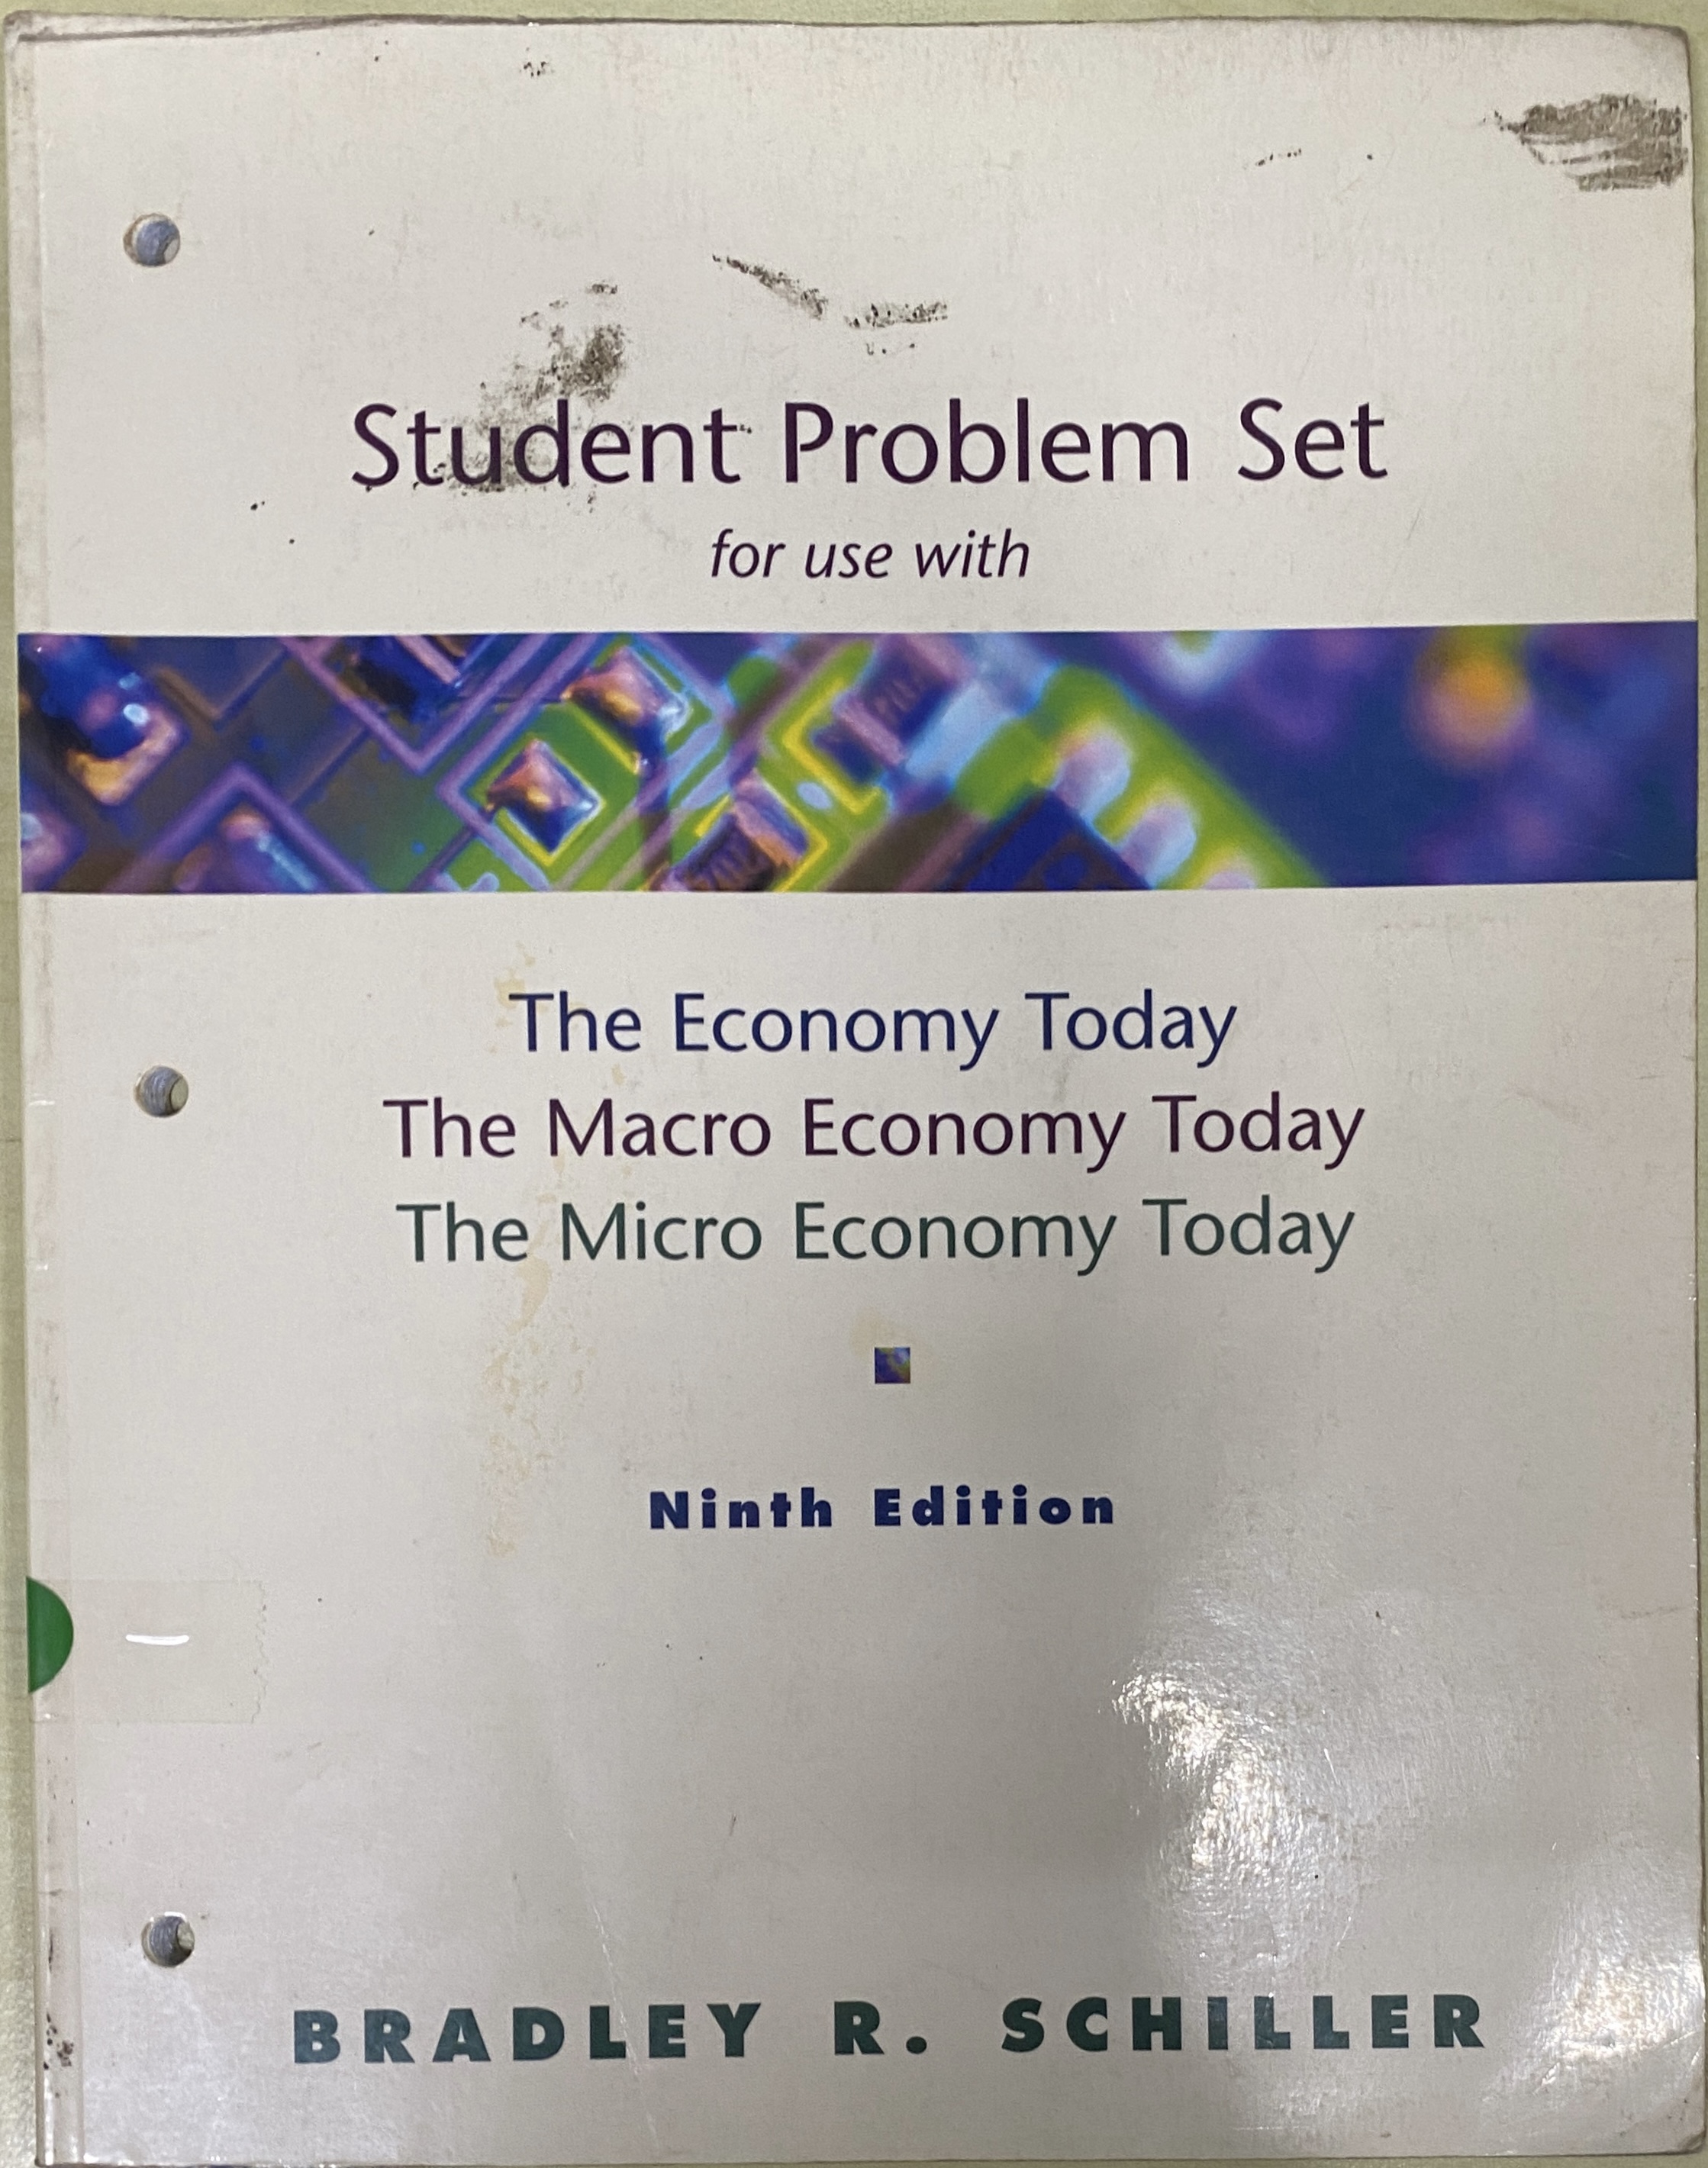 Student Problem Set
for use with
The Economy Today
The Macro Economy Today
The Micro Economy Today
Ninth Edition
BRADLEY R. SCHILLER